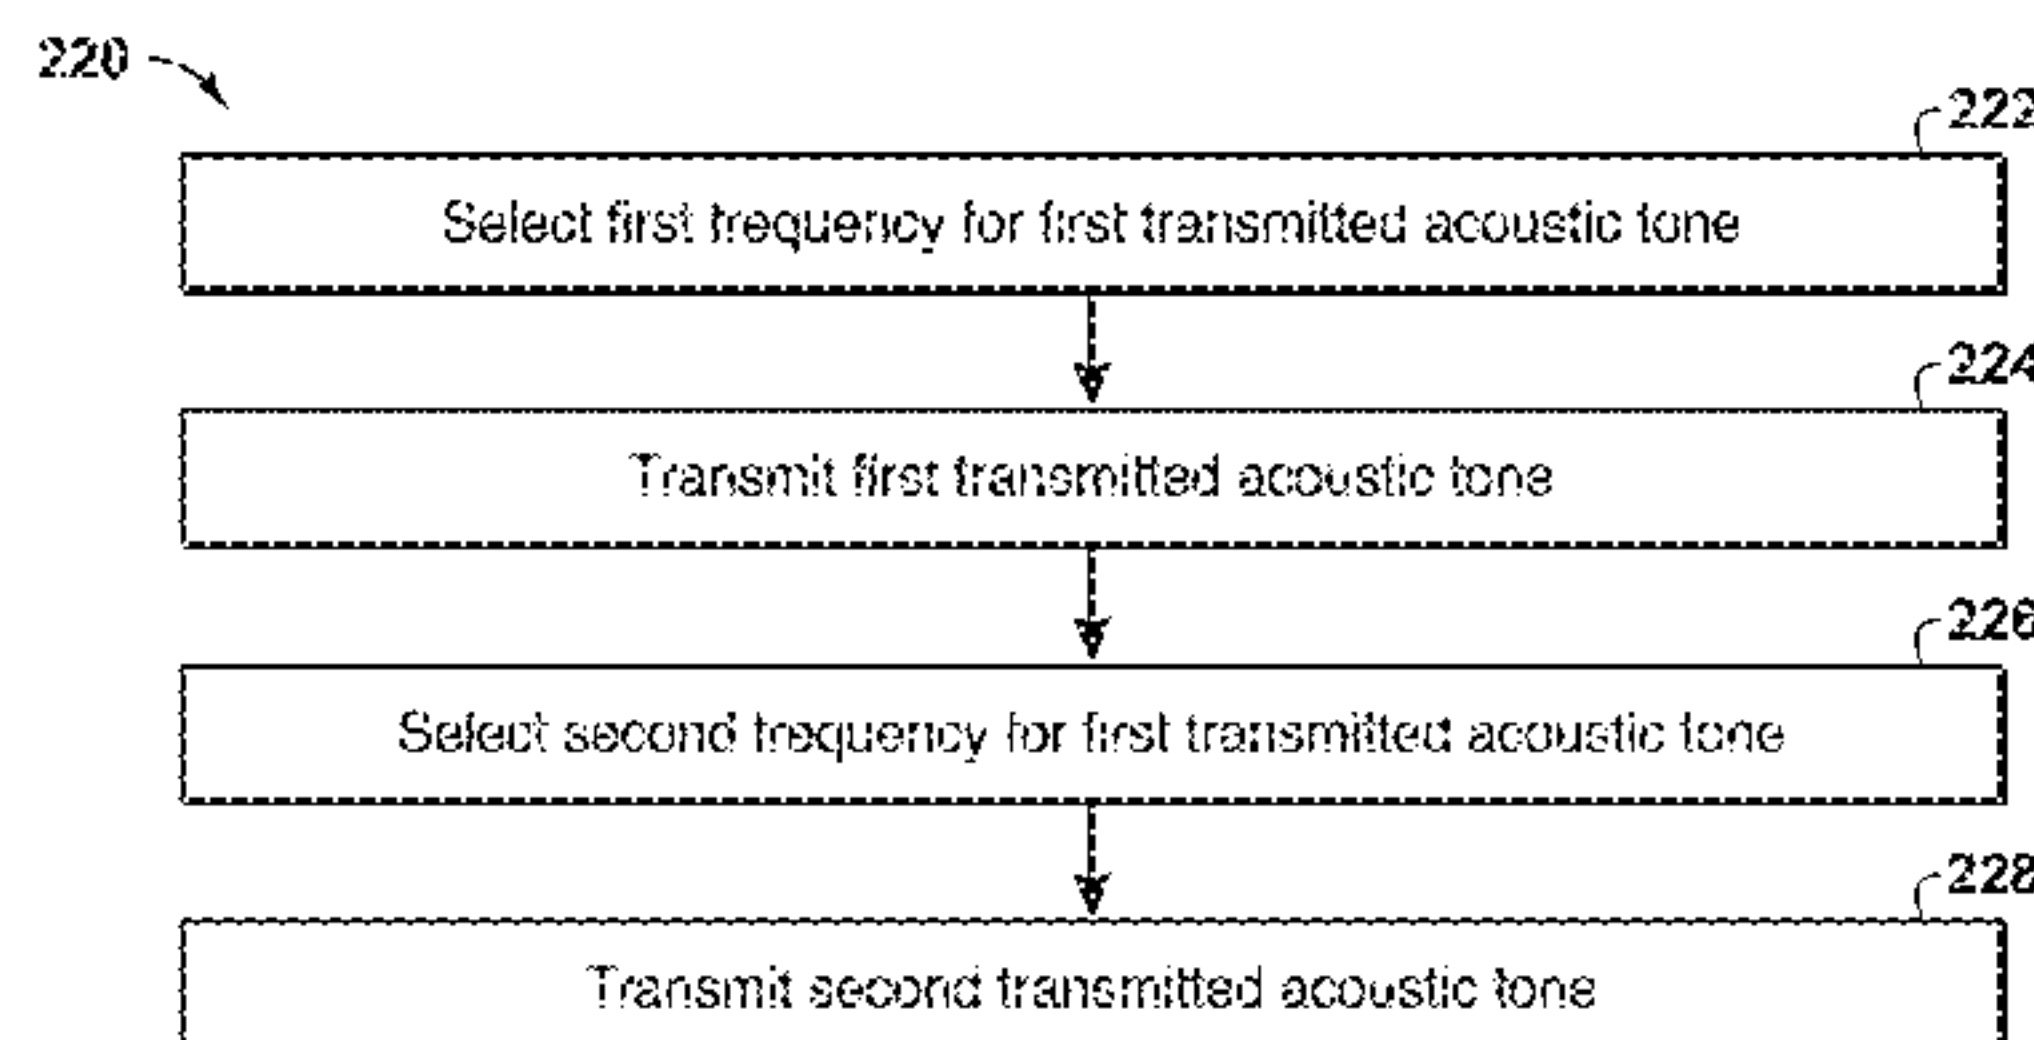 220
222
Select first frequency for first transmitted acoustic tone
224
Transmit first transmitted acoustic tone
226
Select second frequency for first transmitted acoustic tone
228
Transmit second transmitted acoustic tone